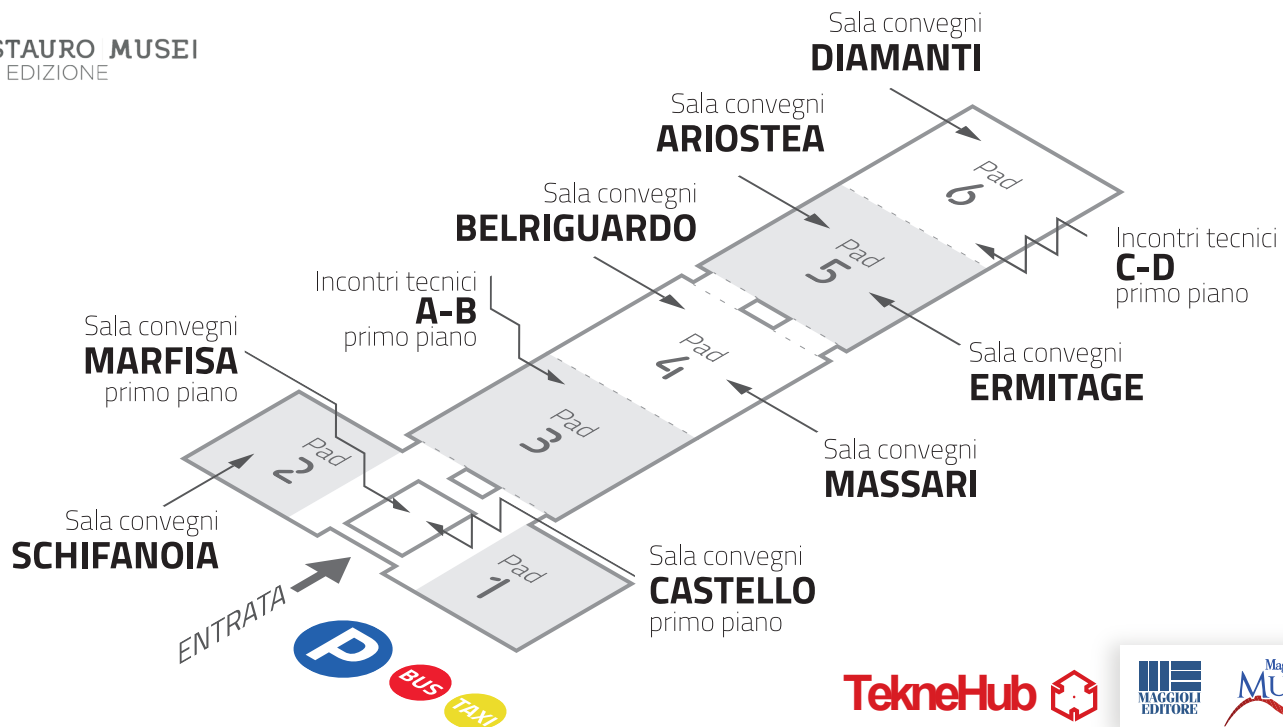 MUSEI
EDIZIONE
Sala convegni
DIAMANTI
Sala convegni
ARIOSTEA
Sala convegni
BELRIGUARDO
Incontri tecnici
A-B
primo piano
Sala convegni
MARFISA
primo piano
Sala convegni
SCHIFANOIA
Incontri tecnici
C-D
primo piano
Sala convegni
ERMITAGE
Sala convegni
MASSARI
Sala convegni
CASTELLO
primo piano
Pad
6
Pad
5
Pad
4
Pad
3
Pad
2
Pad
1
ENTRATA
P
BUS
TAXI
TekneHub
MAGGIOLI
EDITORE